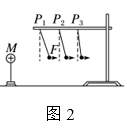 P₁ P₂ P₃
F
M
图 2